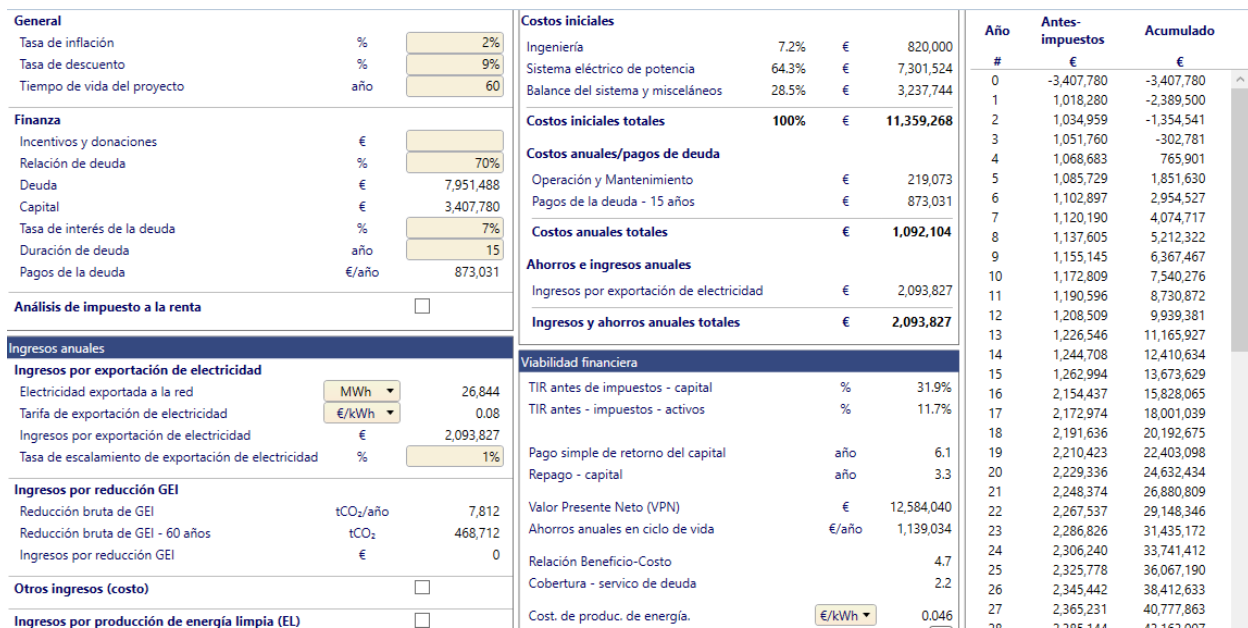 General
Tasa de inflación % 2%
Tasa de descuento % 9%
Tiempo de vida del proyecto año 60
Finanza
Incentivos y donaciones €
Relación de deuda % 70%
Deuda € 7,951,488
Capital € 3,407,780
Tasa de interés de la deuda % 7%
Duración de deuda año 15
Pagos de la deuda €/año 873,031
Análisis de impuesto a la renta
Ingresos anuales
Ingresos por exportación de electricidad
Electricidad exportada a la red MWh 26,844
Tarifa de exportación de electricidad €/kWh 0.08
Ingresos por exportación de electricidad € 2,093,827
Tasa de escalamiento de exportación de electricidad % 1%
Ingresos por reducción GEI
Reducción bruta de GEI tCO₂/año 7,812
Reducción bruta de GEI - 60 años tCO₂ 468,712
Ingresos por reducción GEI € 0
Otros ingresos (costo)
Ingresos por producción de energía limpia (EL)
Costos iniciales
Ingeniería 7.2% € 820,000
Sistema eléctrico de potencia 64.3% € 7,301,524
Balance del sistema y misceláneos 28.5% € 3,237,744
Costos iniciales totales 100% € 11,359,268
Costos anuales/pagos de deuda
Operación y Mantenimiento € 219,073
Pagos de la deuda - 15 años € 873,031
Costos anuales totales € 1,092,104
Ahorros e ingresos anuales
Ingresos por exportación de electricidad € 2,093,827
Ingresos y ahorros anuales totales € 2,093,827
Viabilidad financiera
TIR antes de impuestos - capital % 31.9%
TIR antes - impuestos - activos % 11.7%
Pago simple de retorno del capital año 6.1
Repago - capital año 3.3
Valor Presente Neto (VPN) € 12,584,040
Ahorros anuales en ciclo de vida €/año 1,139,034
Relación Beneficio-Costo 4.7
Cobertura - servico de deuda 2.2
Cost. de produc. de energía. €/kWh 0.046
Año Antes-impuestos Acumulado
# € €
0 -3,407,780 -3,407,780
1 1,018,280 -2,389,500
2 1,034,959 -1,354,541
3 1,051,760 -302,781
4 1,068,683 765,901
5 1,085,729 1,851,630
6 1,102,897 2,954,527
7 1,120,190 4,074,717
8 1,137,605 5,212,322
9 1,155,145 6,367,467
10 1,172,809 7,540,276
11 1,190,596 8,730,872
12 1,208,509 9,939,381
13 1,226,546 11,165,927
14 1,244,708 12,410,634
15 1,262,994 13,673,629
16 2,154,437 15,828,065
17 2,172,974 18,001,039
18 2,191,636 20,192,675
19 2,210,423 22,403,098
20 2,229,336 24,632,434
21 2,248,374 26,880,809
22 2,267,537 29,148,346
23 2,286,826 31,435,172
24 2,306,240 33,741,412
25 2,325,778 36,067,190
26 2,345,442 38,412,633
27 2,365,231 40,777,863